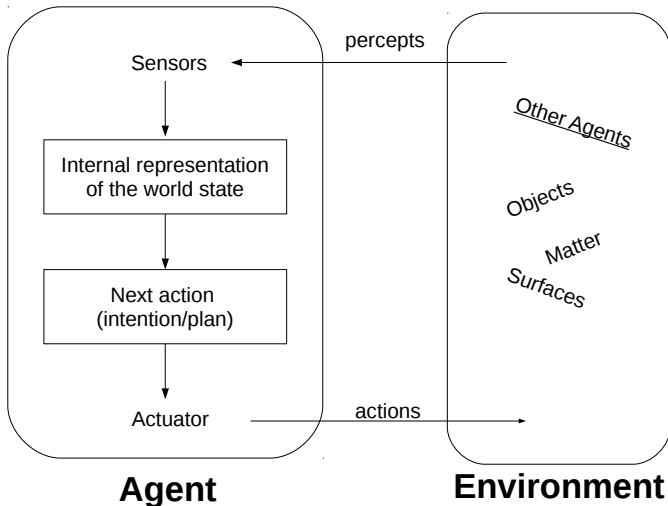 percepts
Sensors
Other Agents
Internal representation
of the world state
Objects
Matter
Surfaces
Next action
(intention/plan)
Actuator
actions
Agent
Environment